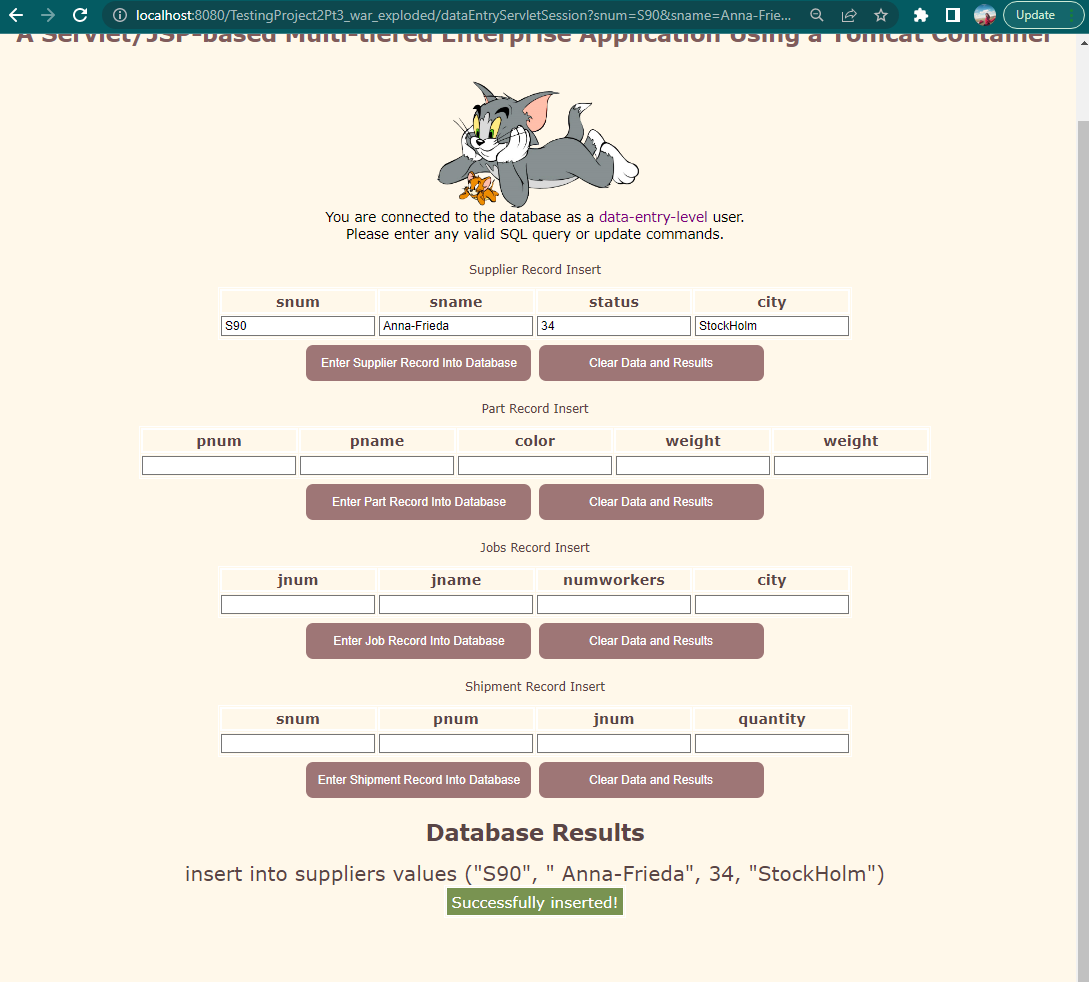 localhost:8080/TestingProject2Pt3_war_exploded/dataEntryServletSession?snum=S90&sname=Anna-Frie...
Update
A Servlet/JSP-based Multi-tiered Enterprise Application Using a Tomcat Container
You are connected to the database as a data-entry-level user.
Please enter any valid SQL query or update commands.
Supplier Record Insert
snum sname status city
S90 Anna-Frieda 34 StockHolm
Enter Supplier Record Into Database Clear Data and Results
Part Record Insert
pnum pname color weight weight
Enter Part Record Into Database Clear Data and Results
Jobs Record Insert
jnum jname numworkers city
Enter Job Record Into Database Clear Data and Results
Shipment Record Insert
snum pnum jnum quantity
Enter Shipment Record Into Database Clear Data and Results
Database Results
insert into suppliers values ("S90", " Anna-Frieda", 34, "StockHolm")
Successfully inserted!